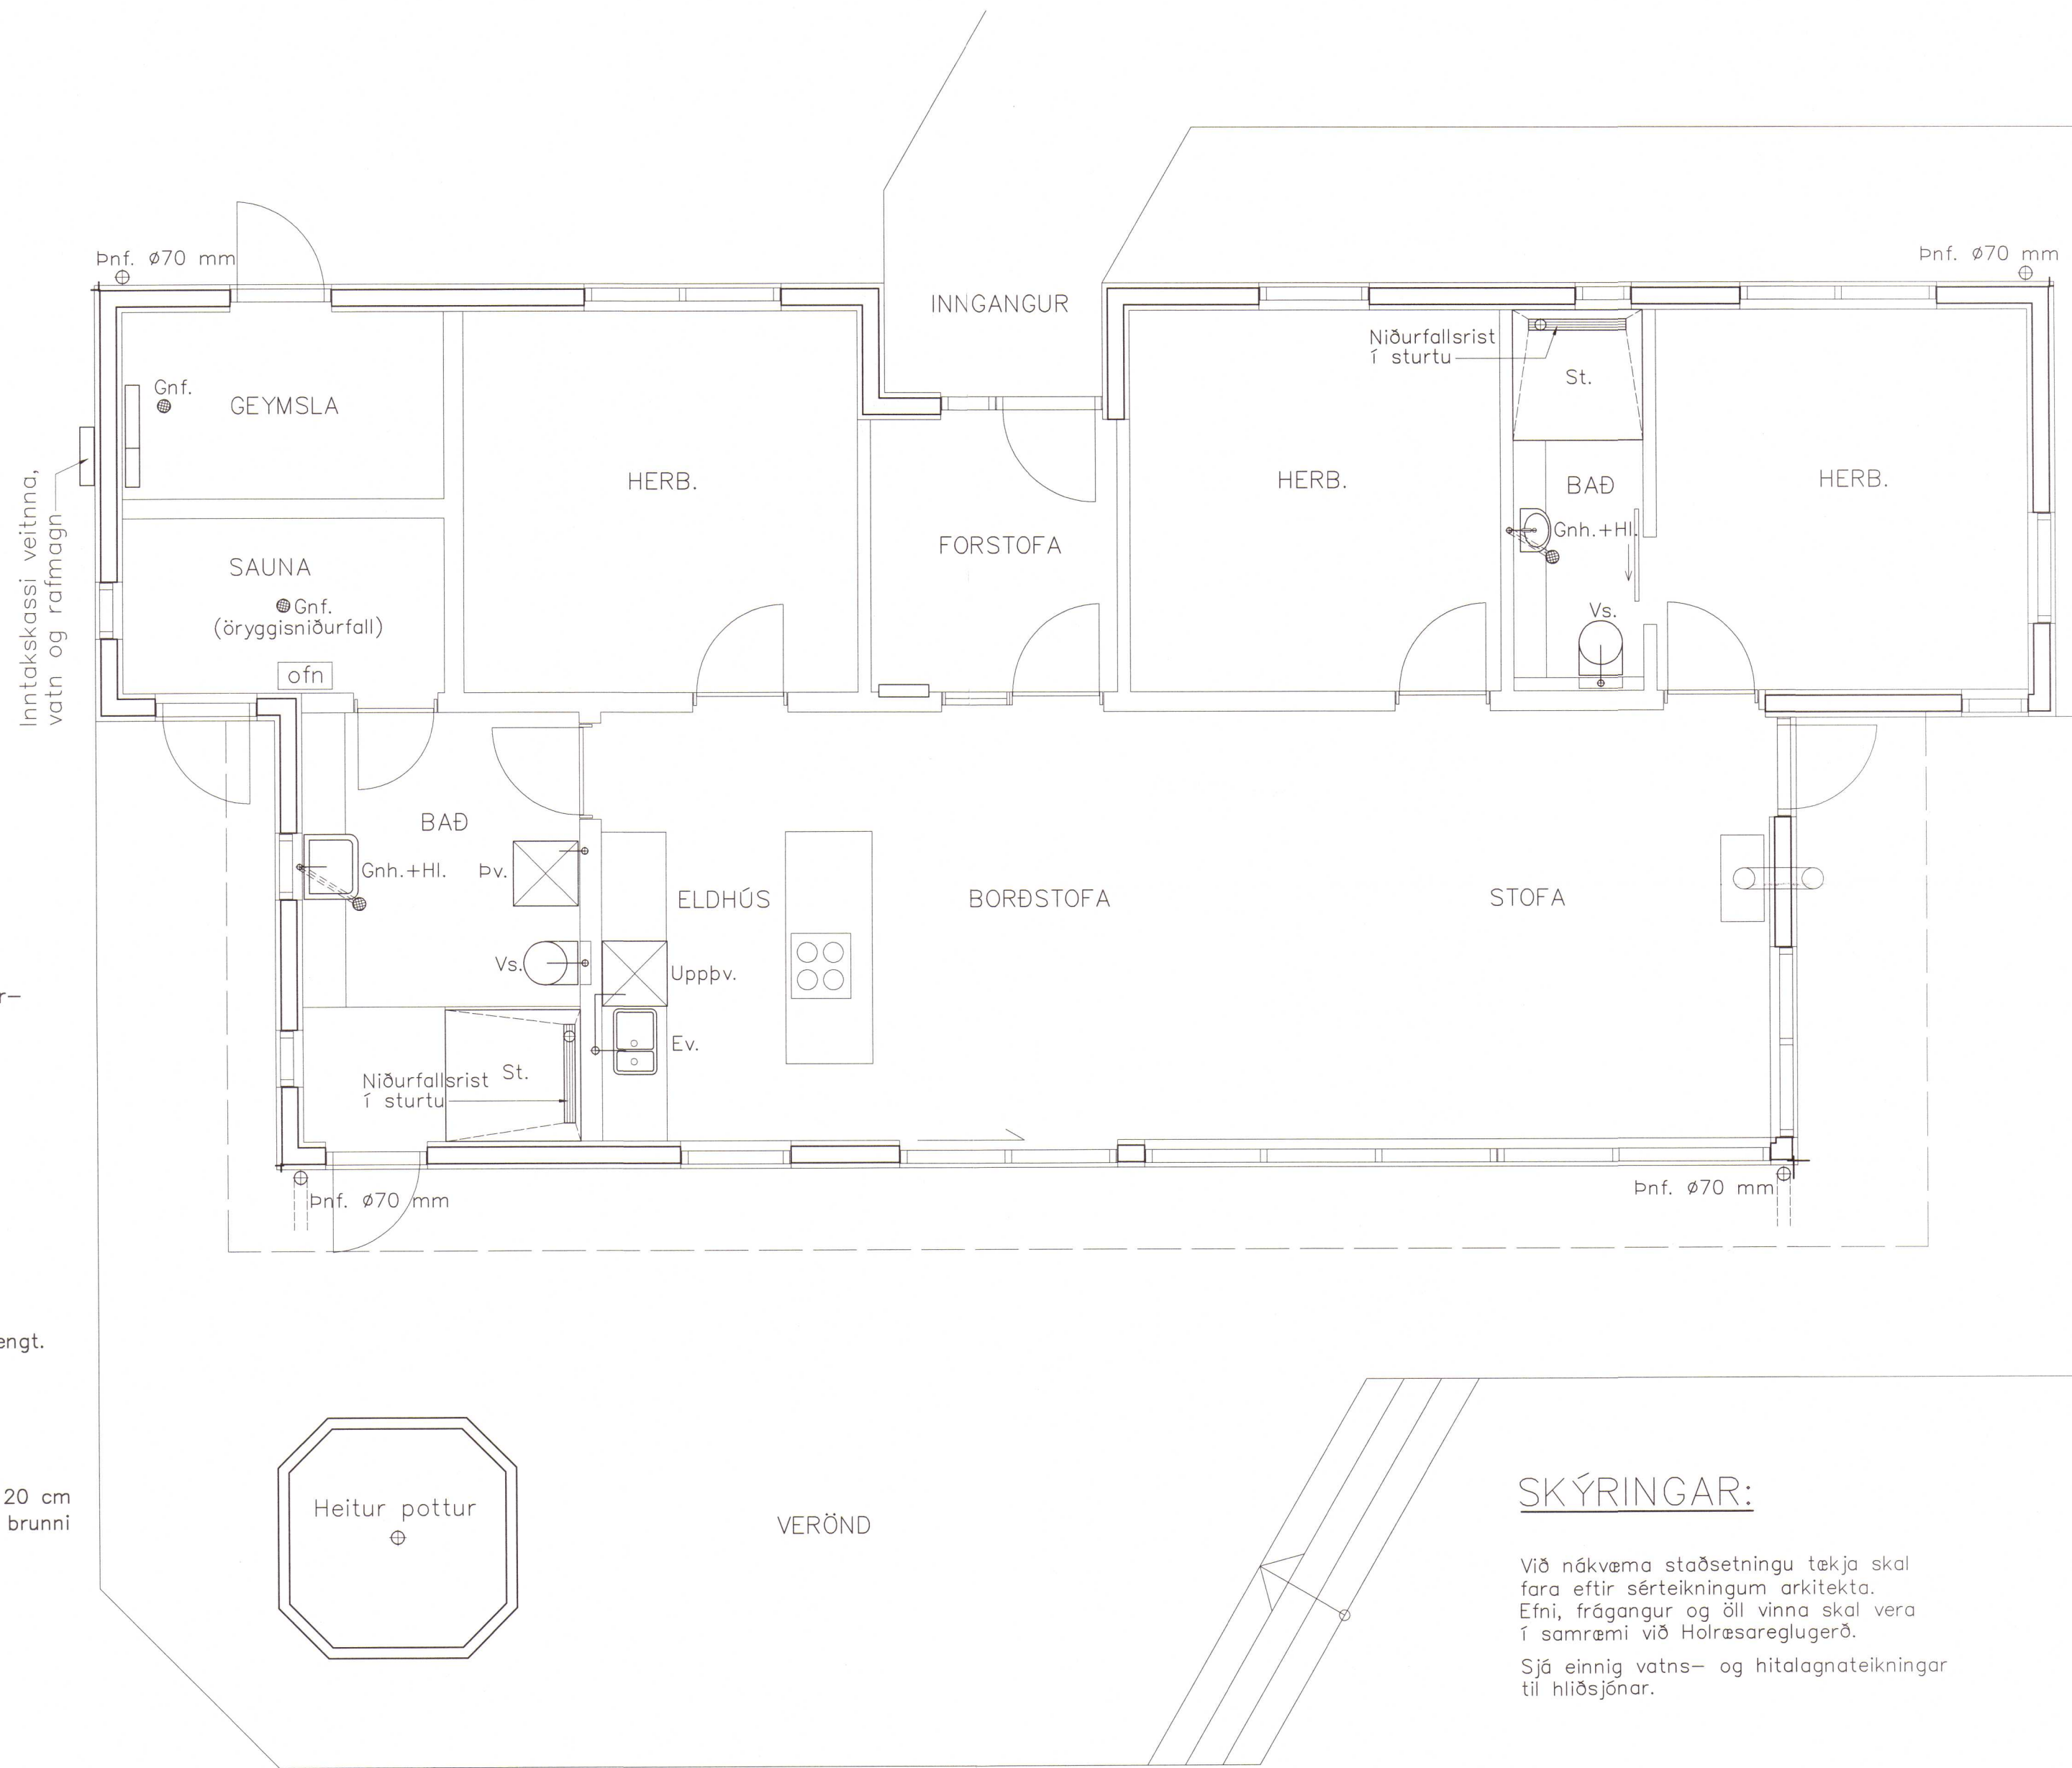 Þnf. ø70 mm
Þnf. ø70 mm
INNGANGUR
Niðurfallsrist
í sturtu
St.
Gnf.
GEYMSLA
HERB.
HERB.
BAÐ
HERB.
Gnh.+Hl.
FORSTOFA
Inntakskassi veitnna,
vatn og rafmagn
SAUNA
Gnf.
(öryggisniðurfall)
ofn
Vs.
BAÐ
Gnh.+Hl.
Þv.
ELDHÚS
BORÐSTOFA
STOFA
Vs.
Uppþv.
r–
Ev.
Niðurfallsrist
í sturtu
St.
Þnf. ø70 mm
Þnf. ø70 mm
engt.
20 cm
brunni
Heitur pottur
VERÖND
SKÝRINGAR:
Við nákvæma staðsetningu tækja skal
fara eftir sérteikningum arkitekta.
Efni, frágangur og öll vinna skal vera
í samræmi við Holræsareglugerð.
Sjá einnig vatns– og hitalagnateikningar
til hliðsjónar.